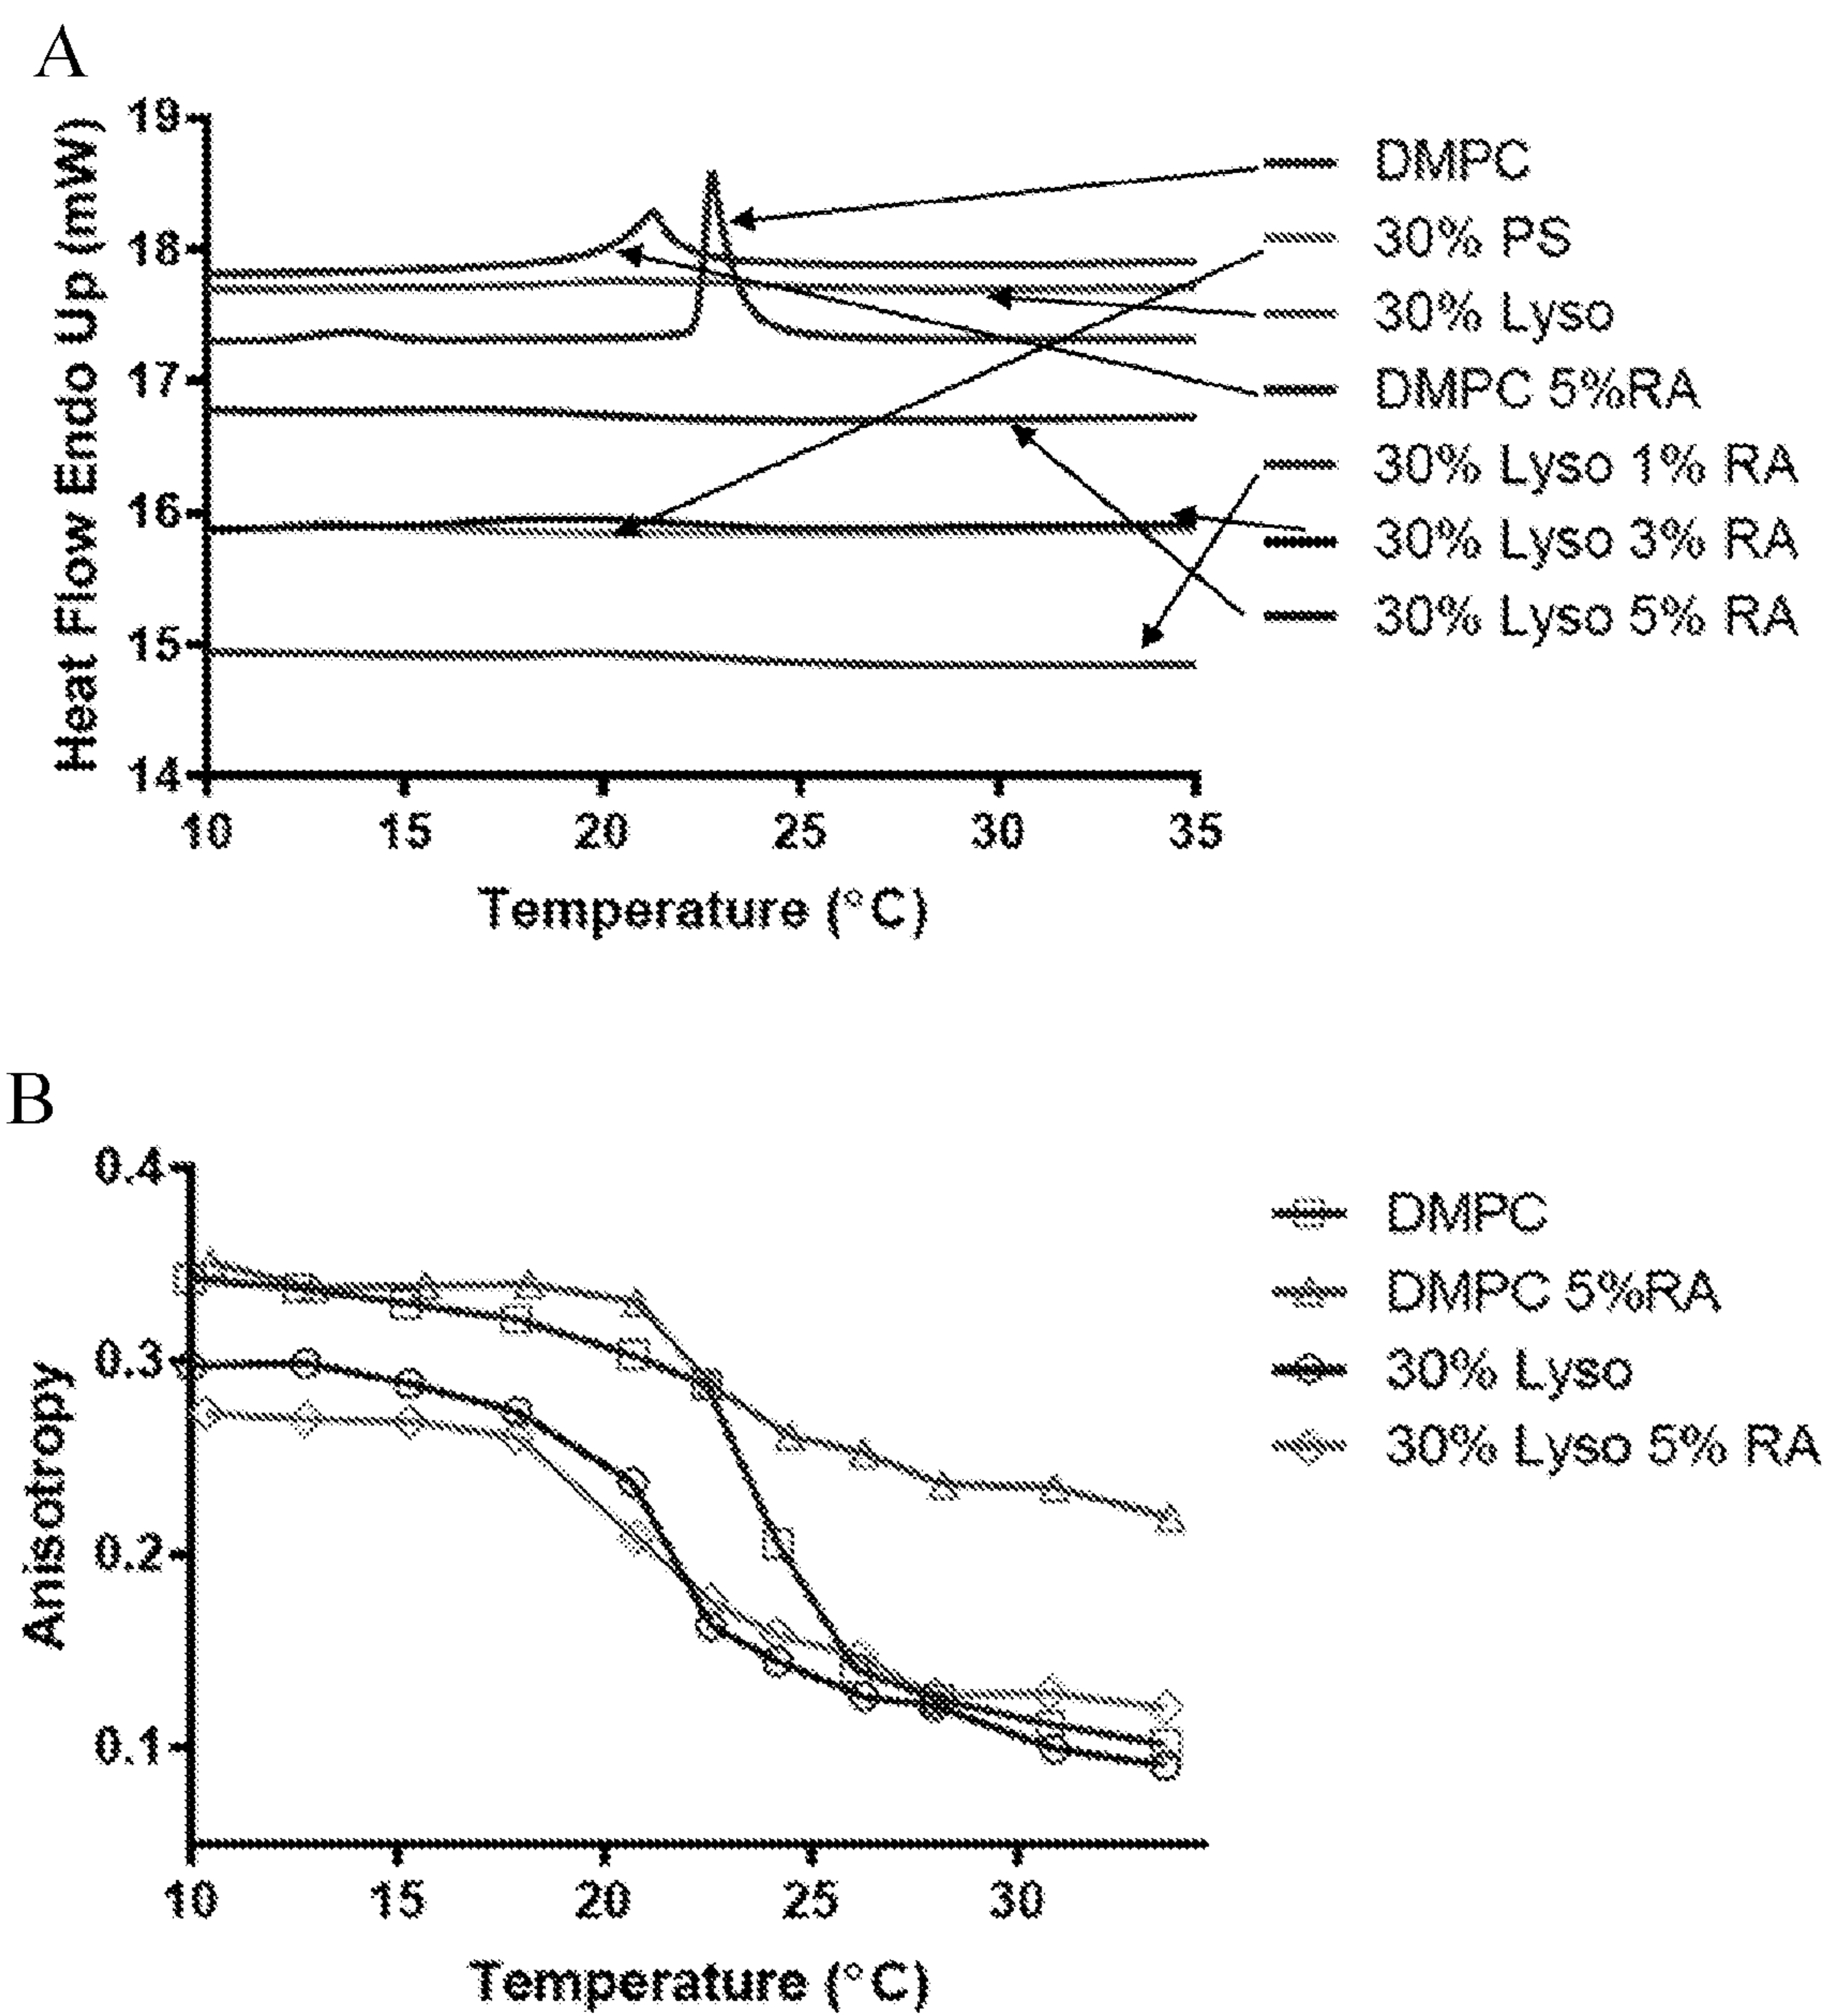 A
Heat Flow Endo Up (mW)
19
18
17
16
15
14
10 15 20 25 30 35
Temperature (°C)
DMPC
30% PS
30% Lyso
DMPC 5%RA
30% Lyso 1% RA
30% Lyso 3% RA
30% Lyso 5% RA
B
Anisotropy
0.4
0.3
0.2
0.1
10 15 20 25 30
Temperature (°C)
DMPC
DMPC 5%RA
30% Lyso
30% Lyso 5% RA